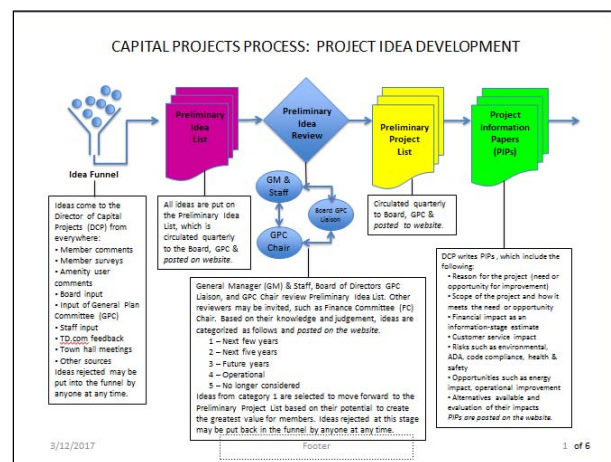 CAPITAL PROJECTS PROCESS: PROJECT IDEA DEVELOPMENT
Idea Funnel
Preliminary
Idea
List
Preliminary
Idea
Review
Preliminary
Project
List
Project
Information
Papers
(PIPs)
GM &
Staff
Board GPC
Liaison
GPC
Chair
Ideas come to the
Director of Capital
Projects (DCP) from
everywhere:
• Member comments
• Member surveys
• Amenity user
comments
• Board input
• Input of General Plan
Committee (GPC)
• Staff input
• TD.com feedback
• Town hall meetings
• Other sources
Ideas rejected may be
put into the funnel by
anyone at any time.
All ideas are put on
the Preliminary Idea
List, which is
circulated quarterly
to the Board, GPC &
posted on website.
Circulated quarterly
to Board, GPC &
posted to website.
General Manager (GM) & Staff, Board of Directors GPC
Liaison, and GPC Chair review Preliminary Idea List. Other
reviewers may be invited, such as Finance Committee (FC)
Chair. Based on their knowledge and judgement, ideas are
categorized as follows and posted on the website.
1 – Next few years
2 – Next five years
3 – Future years
4 – Operational
5 – No longer considered
Ideas from category 1 are selected to move forward to the
Preliminary Project List based on their potential to create
the greatest value for members. Ideas rejected at this stage
may be put back in the funnel by anyone at any time.
DCP writes PIPs , which include the
following:
• Reason for the project (need or
opportunity for improvement)
• Scope of the project and how it
meets the need or opportunity
• Financial impact as an
information-stage estimate
• Customer service impact
• Risks such as environmental,
ADA, code compliance, health &
safety
• Opportunities such as energy
impact, operational improvement
• Alternatives available and
evaluation of their impacts
PIPs are posted on the website.
3/12/2017
Footer
1 of 6